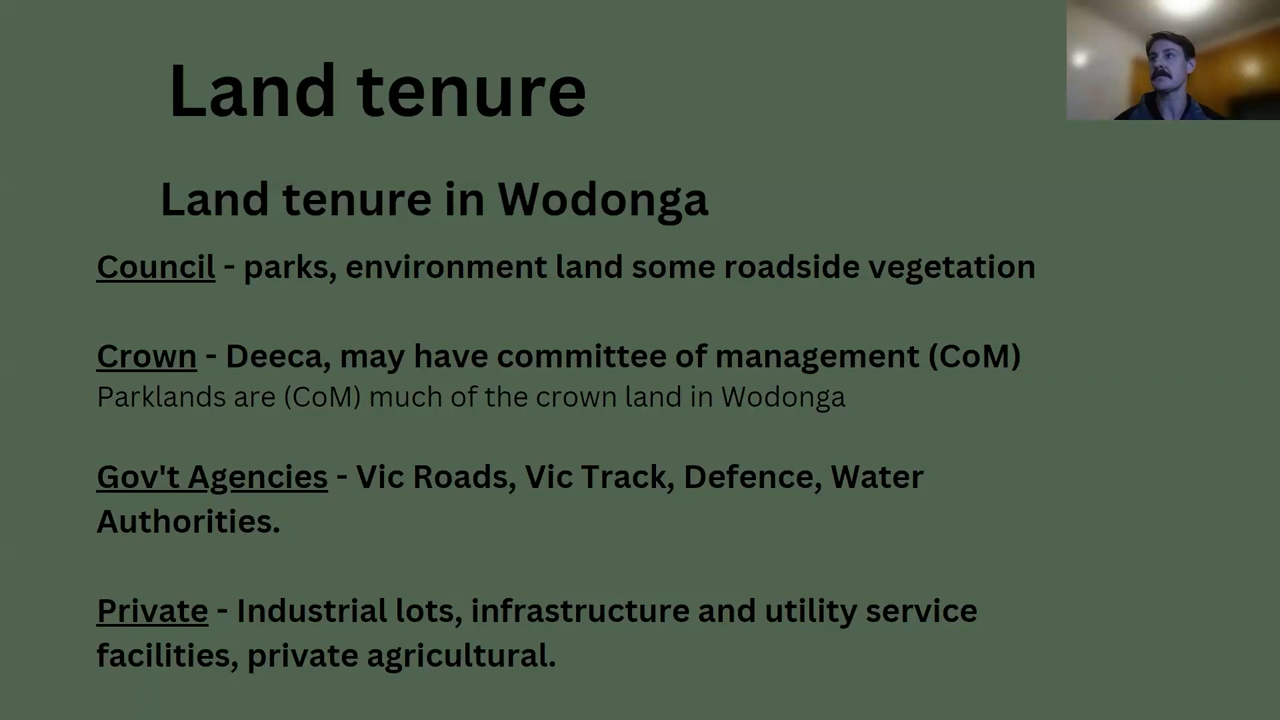 Land tenure
Land tenure in Wodonga
Council - parks, environment land some roadside vegetation
Crown - Deeca, may have committee of management (CoM)
Parklands are (CoM) much of the crown land in Wodonga
Gov't Agencies - Vic Roads, Vic Track, Defence, Water
Authorities.
Private - Industrial lots, infrastructure and utility service
facilities, private agricultural.